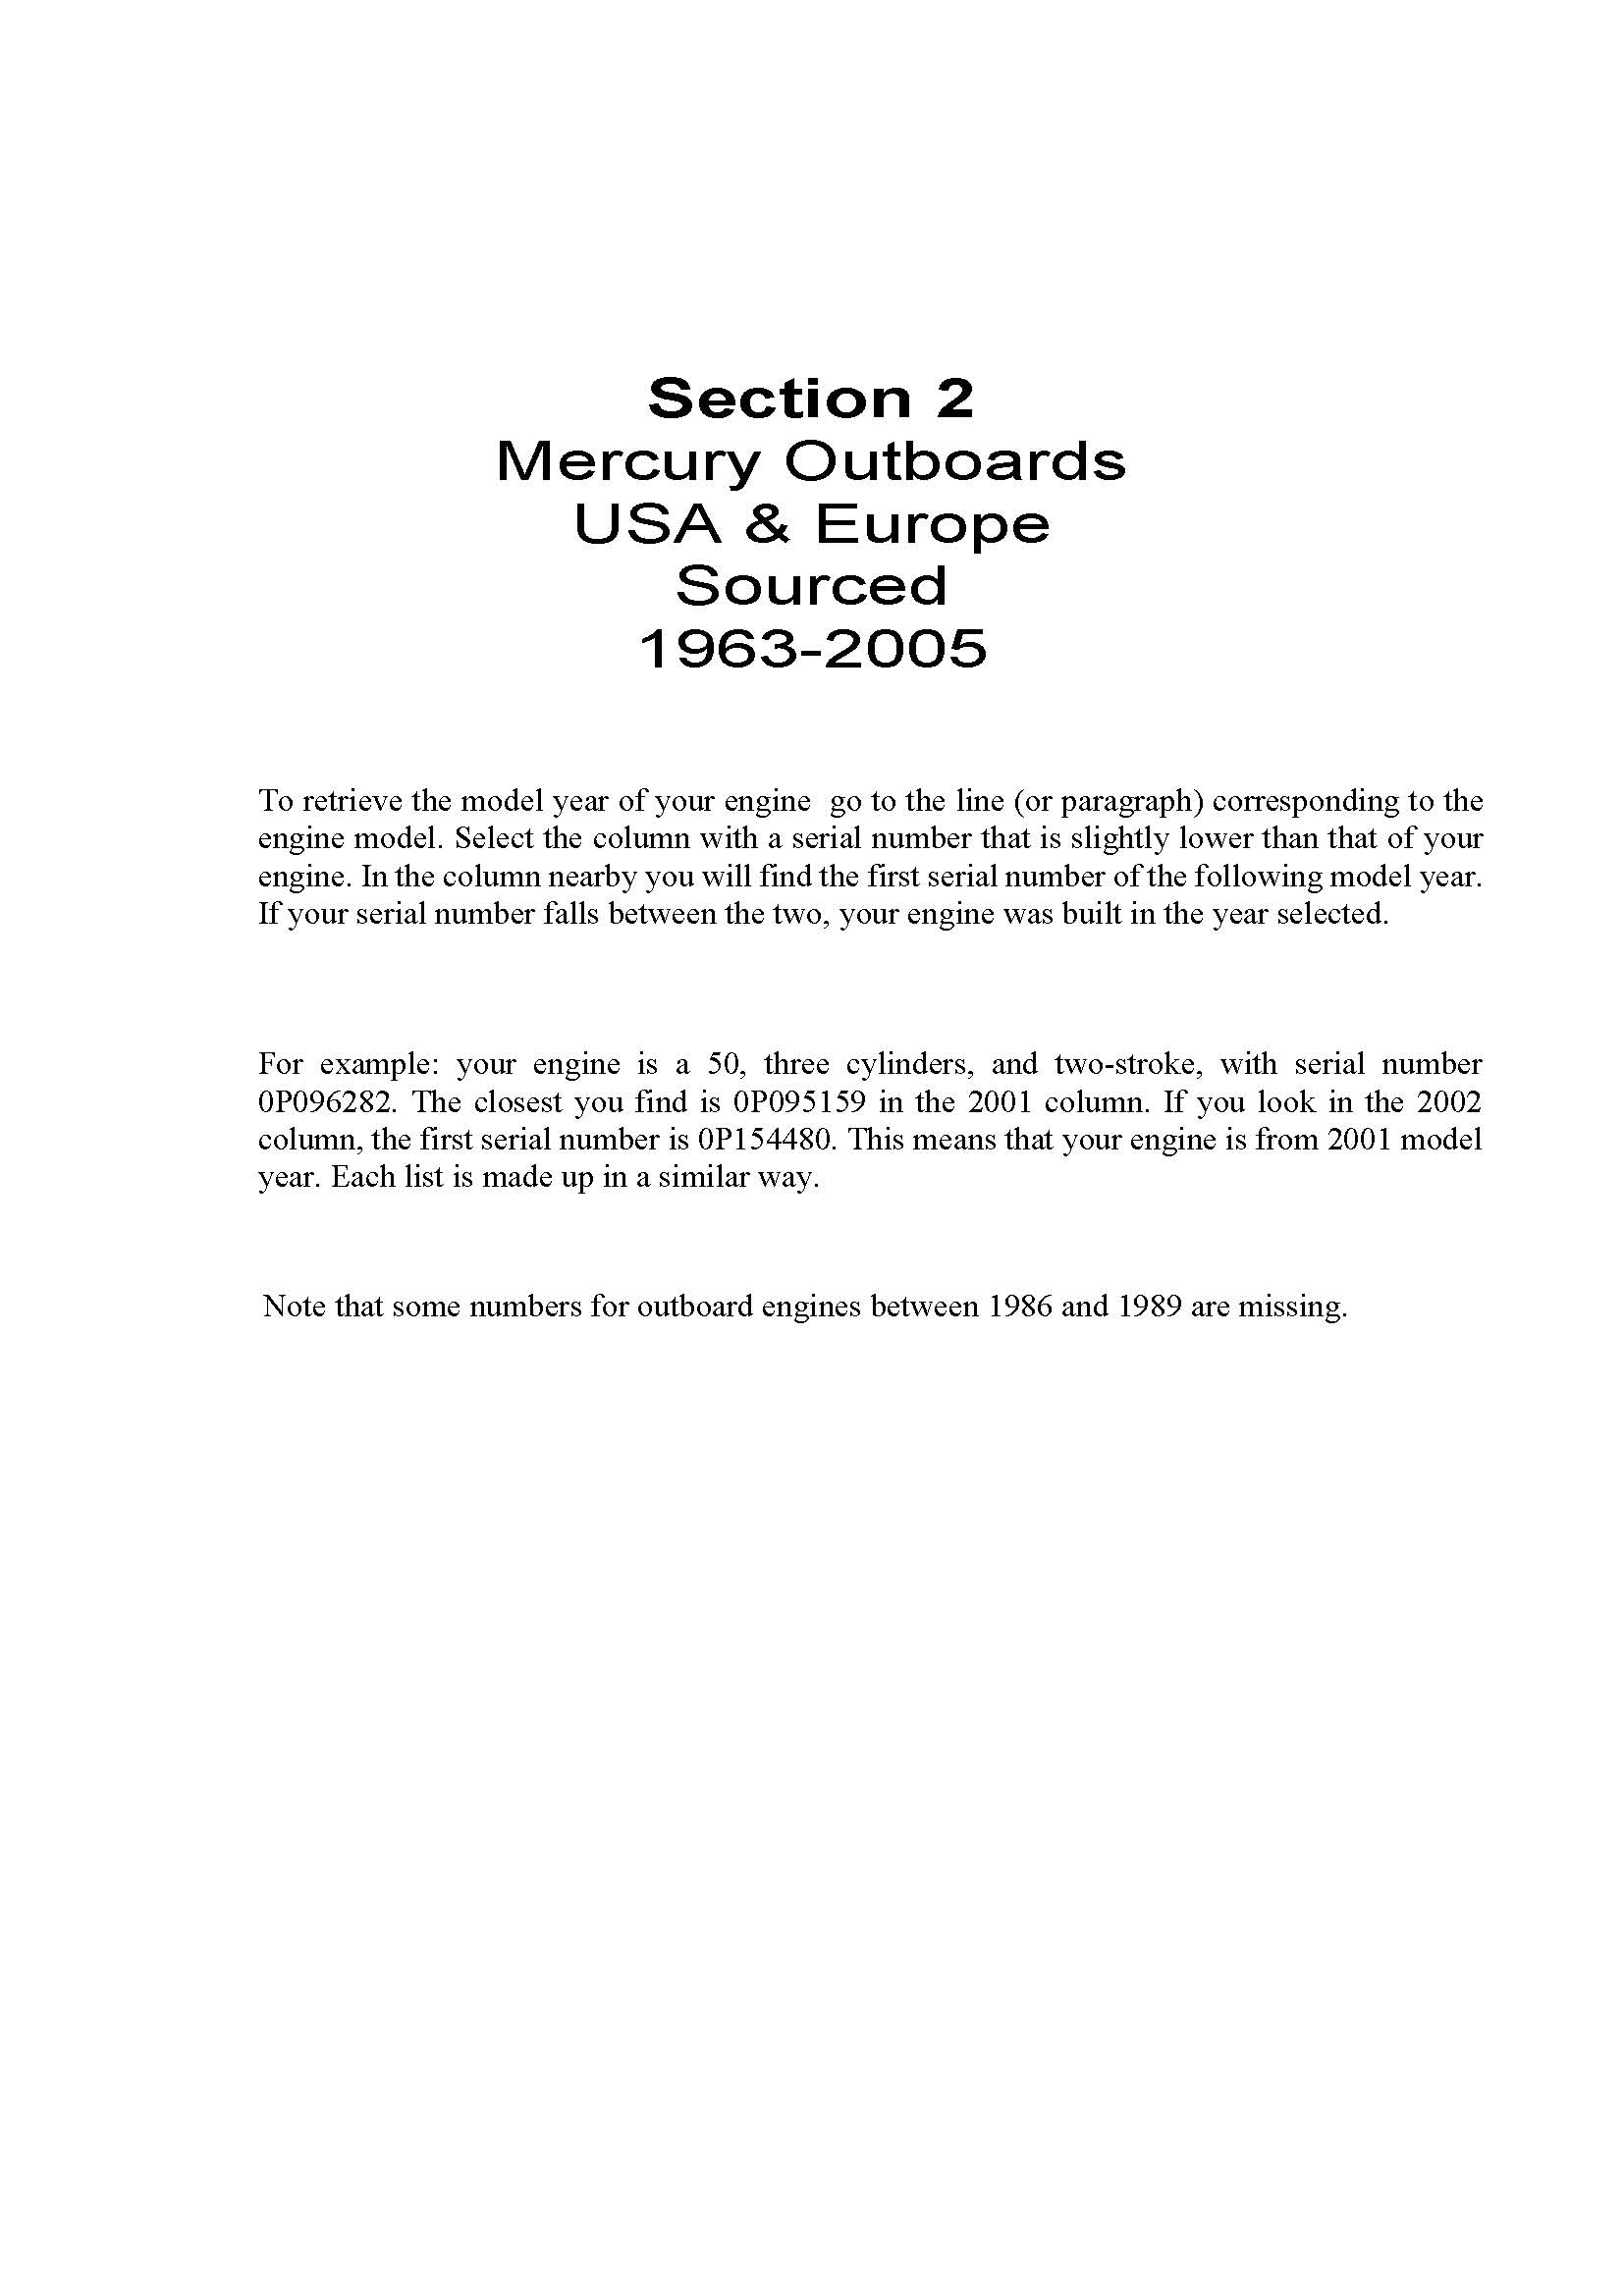 Section 2
Mercury Outboards
USA & Europe
Sourced
1963-2005
To retrieve the model year of your engine  go to the line (or paragraph) corresponding to the
engine model. Select the column with a serial number that is slightly lower than that of your
engine. In the column nearby you will find the first serial number of the following model year.
If your serial number falls between the two, your engine was built in the year selected.
For example: your engine is a 50, three cylinders, and two-stroke, with serial number
0P096282. The closest you find is 0P095159 in the 2001 column. If you look in the 2002
column, the first serial number is 0P154480. This means that your engine is from 2001 model
year. Each list is made up in a similar way.
Note that some numbers for outboard engines between 1986 and 1989 are missing.